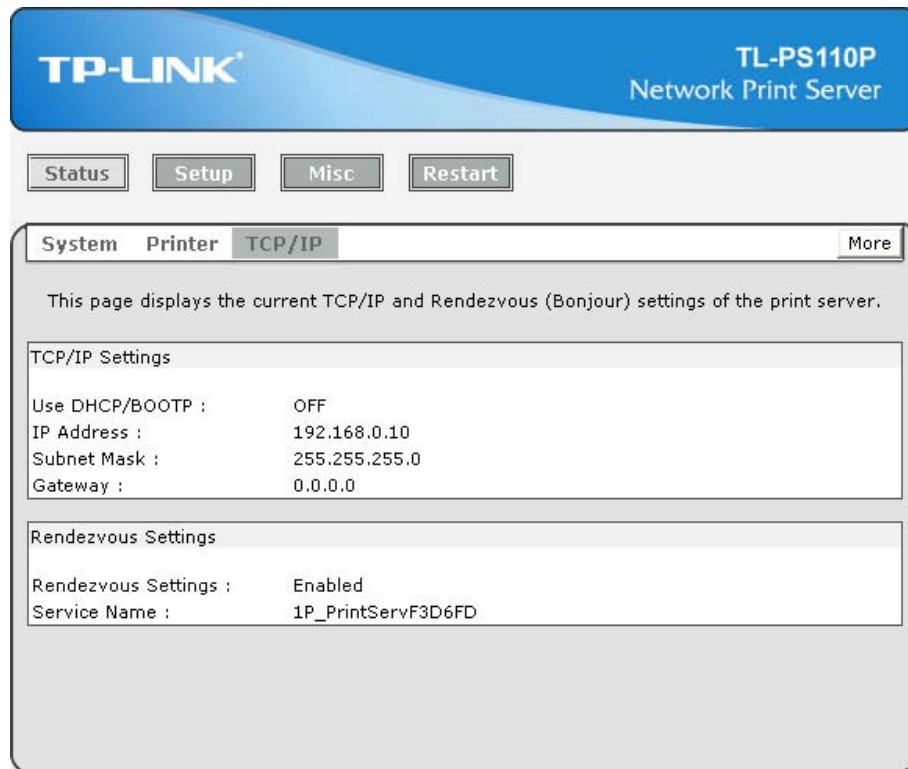 TP-LINK
TL-PS110P
Network Print Server
Status Setup Misc Restart
System Printer TCP/IP More
This page displays the current TCP/IP and Rendezvous (Bonjour) settings of the print server.
TCP/IP Settings
Use DHCP/BOOTP : OFF
IP Address : 192.168.0.10
Subnet Mask : 255.255.255.0
Gateway : 0.0.0.0
Rendezvous Settings
Rendezvous Settings : Enabled
Service Name : 1P_PrintServF3D6FD